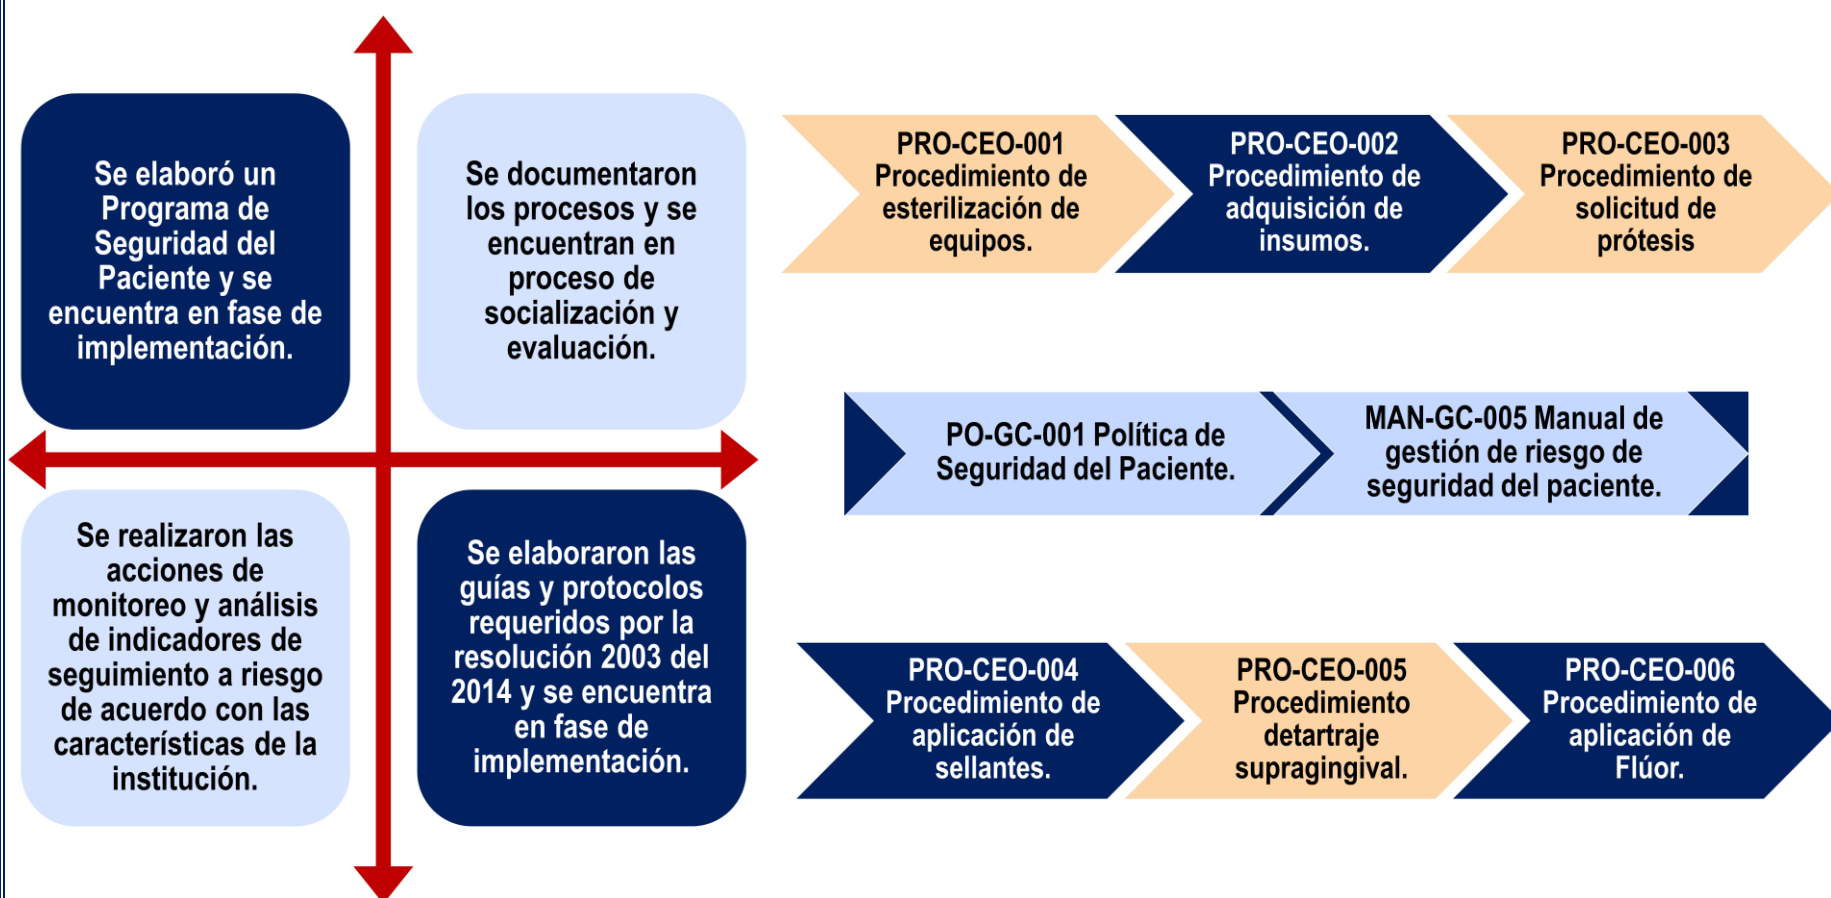 Se elaboró un
Programa de
Seguridad del
Paciente y se
encuentra en fase de
implementación.
Se documentaron
los procesos y se
encuentran en
proceso de
socialización y
evaluación.
Se realizaron las
acciones de
monitoreo y análisis
de indicadores de
seguimiento a riesgo
de acuerdo con las
características de la
institución.
Se elaboraron las
guías y protocolos
requeridos por la
resolución 2003 del
2014 y se encuentra
en fase de
implementación.
PRO-CEO-001
Procedimiento de
esterilización de
equipos.
PRO-CEO-002
Procedimiento de
adquisición de
insumos.
PRO-CEO-003
Procedimiento de
solicitud de
prótesis
PO-GC-001 Política de
Seguridad del Paciente.
MAN-GC-005 Manual de
gestión de riesgo de
seguridad del paciente.
PRO-CEO-004
Procedimiento de
aplicación de
sellantes.
PRO-CEO-005
Procedimiento
detartraje
supragingival.
PRO-CEO-006
Procedimiento de
aplicación de
Flúor.